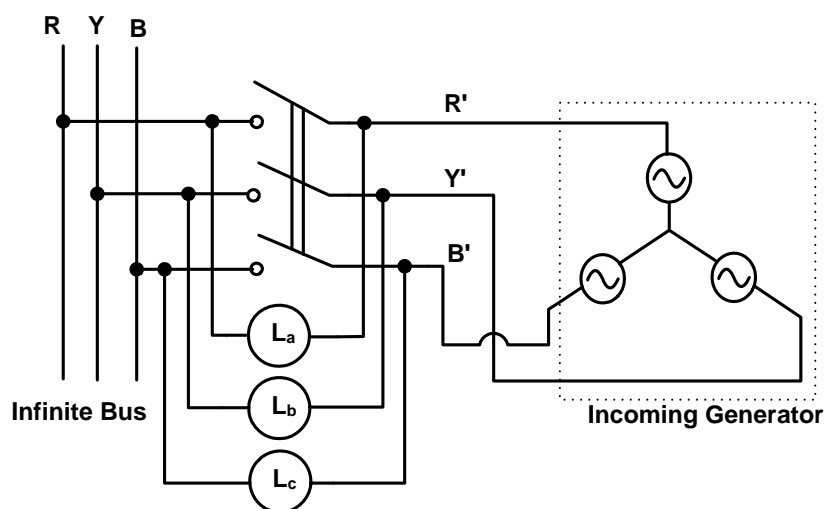 R Y B
R'
Y'
B'
La
Lb
Lc
Infinite Bus
Incoming Generator